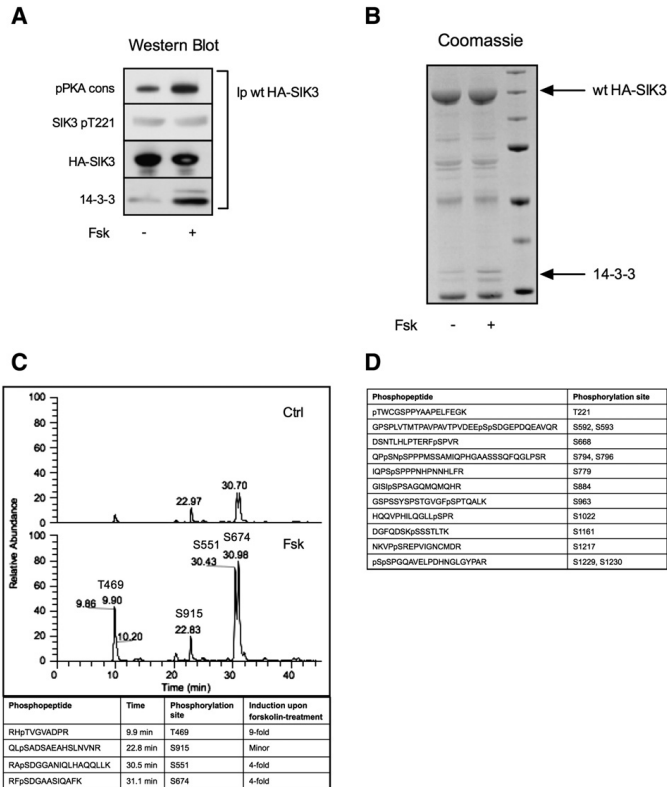 A
Western Blot
pPKA cons
SIK3 pT221
HA-SIK3
14-3-3
Ip wt HA-SIK3
Fsk - +
B
Coomassie
wt HA-SIK3
14-3-3
Fsk - +
C
Relative Abundance
100
80
60
40
20
0
Ctrl
22.97
30.70
100
80
60
40
20
0
Fsk
T469
9.86
9.90
10.20
S915
22.83
S551
30.43
S674
30.98
0 10 20 30 40
Time (min)
Phosphopeptide Time Phosphorylation site Induction upon forskolin-treatment
RHpTVGVADPR 9.9 min T469 9-fold
QLpSADSAEAHSLNVNR 22.8 min S915 Minor
RApSDGGANIQLHAQQLLK 30.5 min S551 4-fold
RFpSDGAASIQAFK 31.1 min S674 4-fold
D
Phosphopeptide Phosphorylation site
pTWCGSPPYAAPELFEGK T221
GPSPLVTMTPAVPAVTPVDEEpSpSDGEPDQEAVQR S592, S593
DSNTLHLPTERFpSPVR S668
QPpSNpSPPPMSSAMIQPHGAASSSQFQGLPSR S794, S796
IQPSpSPPPNHPNNHLFR S779
GISIpSPSAGQMQMQHR S884
GSPSSYSPSTGVGFpSPTQALK S963
HQQVPHILQGLLpSPR S1022
DGFQDSKpSSSTLTK S1161
NKVPpSREPVIGNCMDR S1217
pSpSPGQAVELPDHNGLGYPAR S1229, S1230